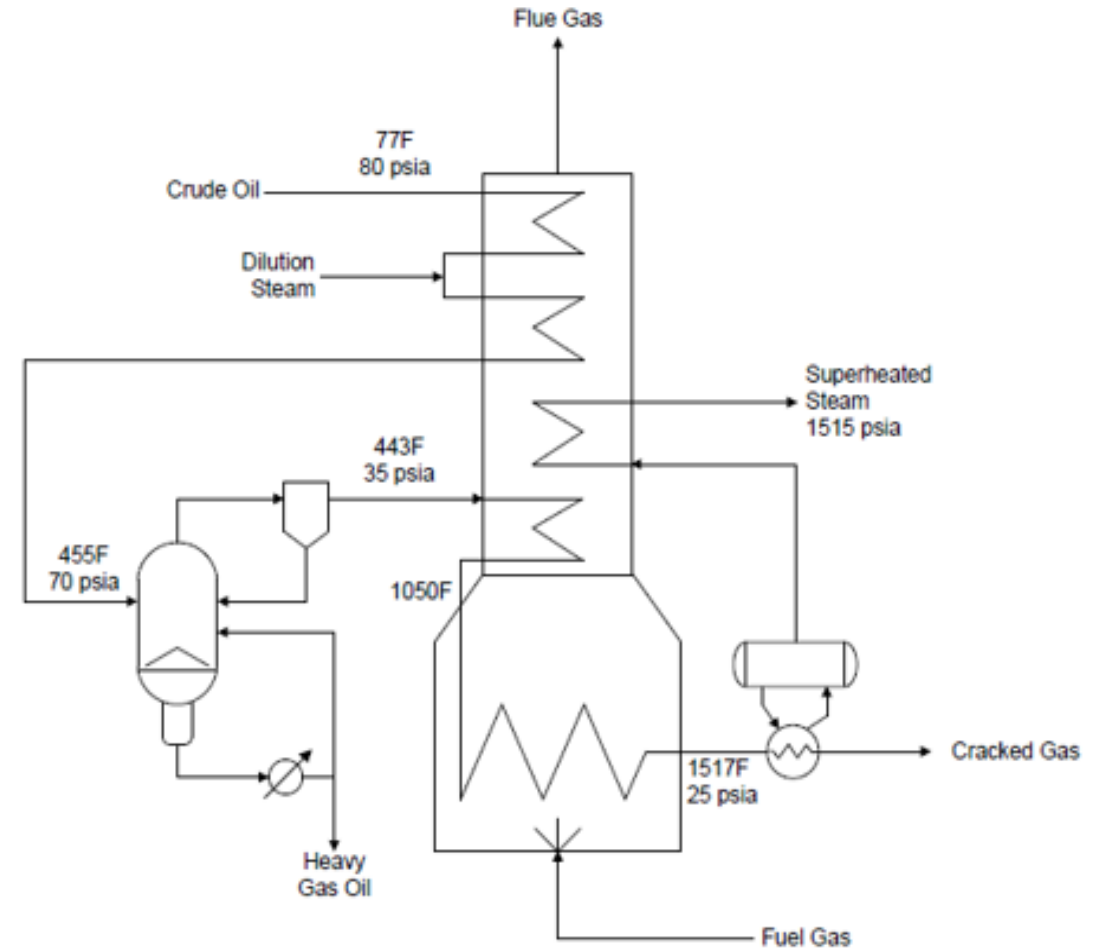 Flue Gas
77F
80 psia
Crude Oil
Dilution
Steam
Superheated
Steam
1515 psia
443F
35 psia
455F
70 psia
1050F
1517F
25 psia
Cracked Gas
Heavy
Gas Oil
Fuel Gas